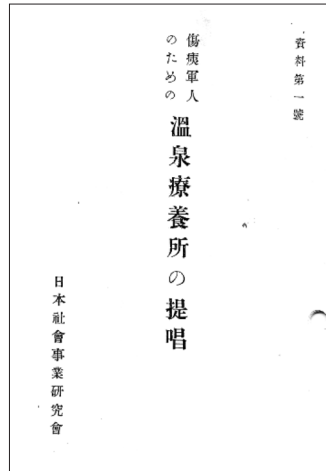 資料第一號
傷痍軍人
のための
溫泉療養所の提唱
日本社會事業硏究會